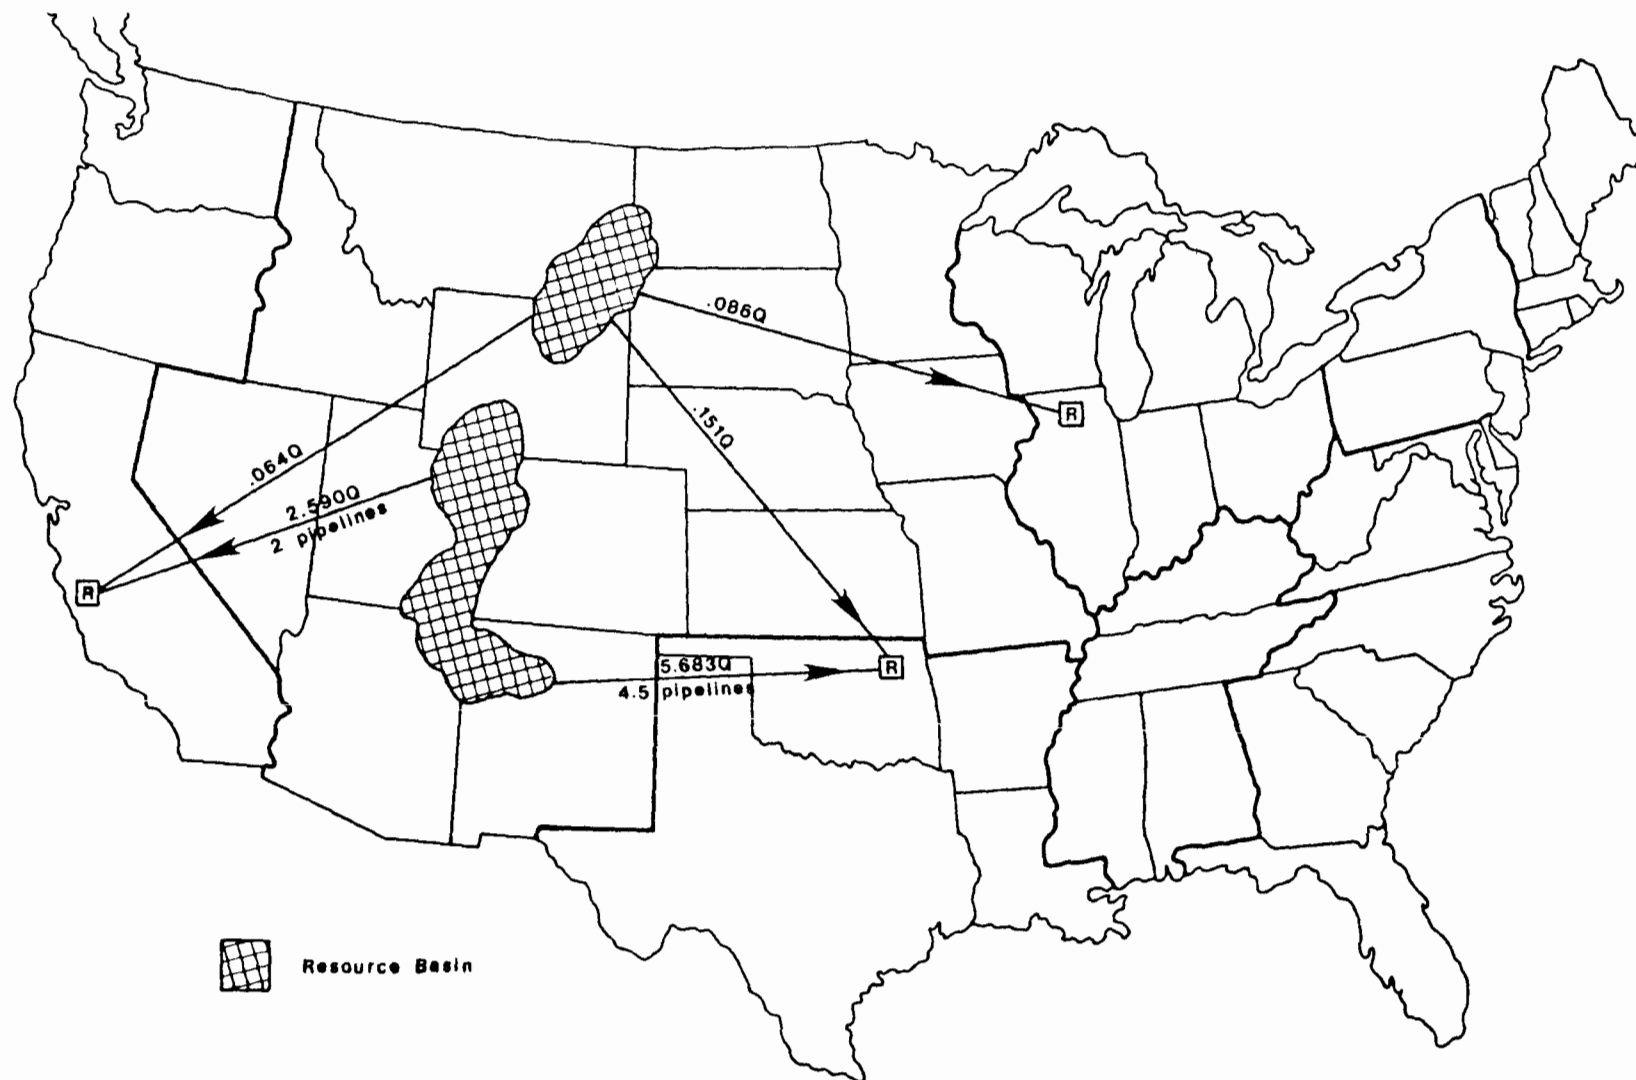 .086Q
R
.151Q
.064Q
2.590Q
2 pipelines
R
5.683Q
4.5 pipelines
R
Resource Basin